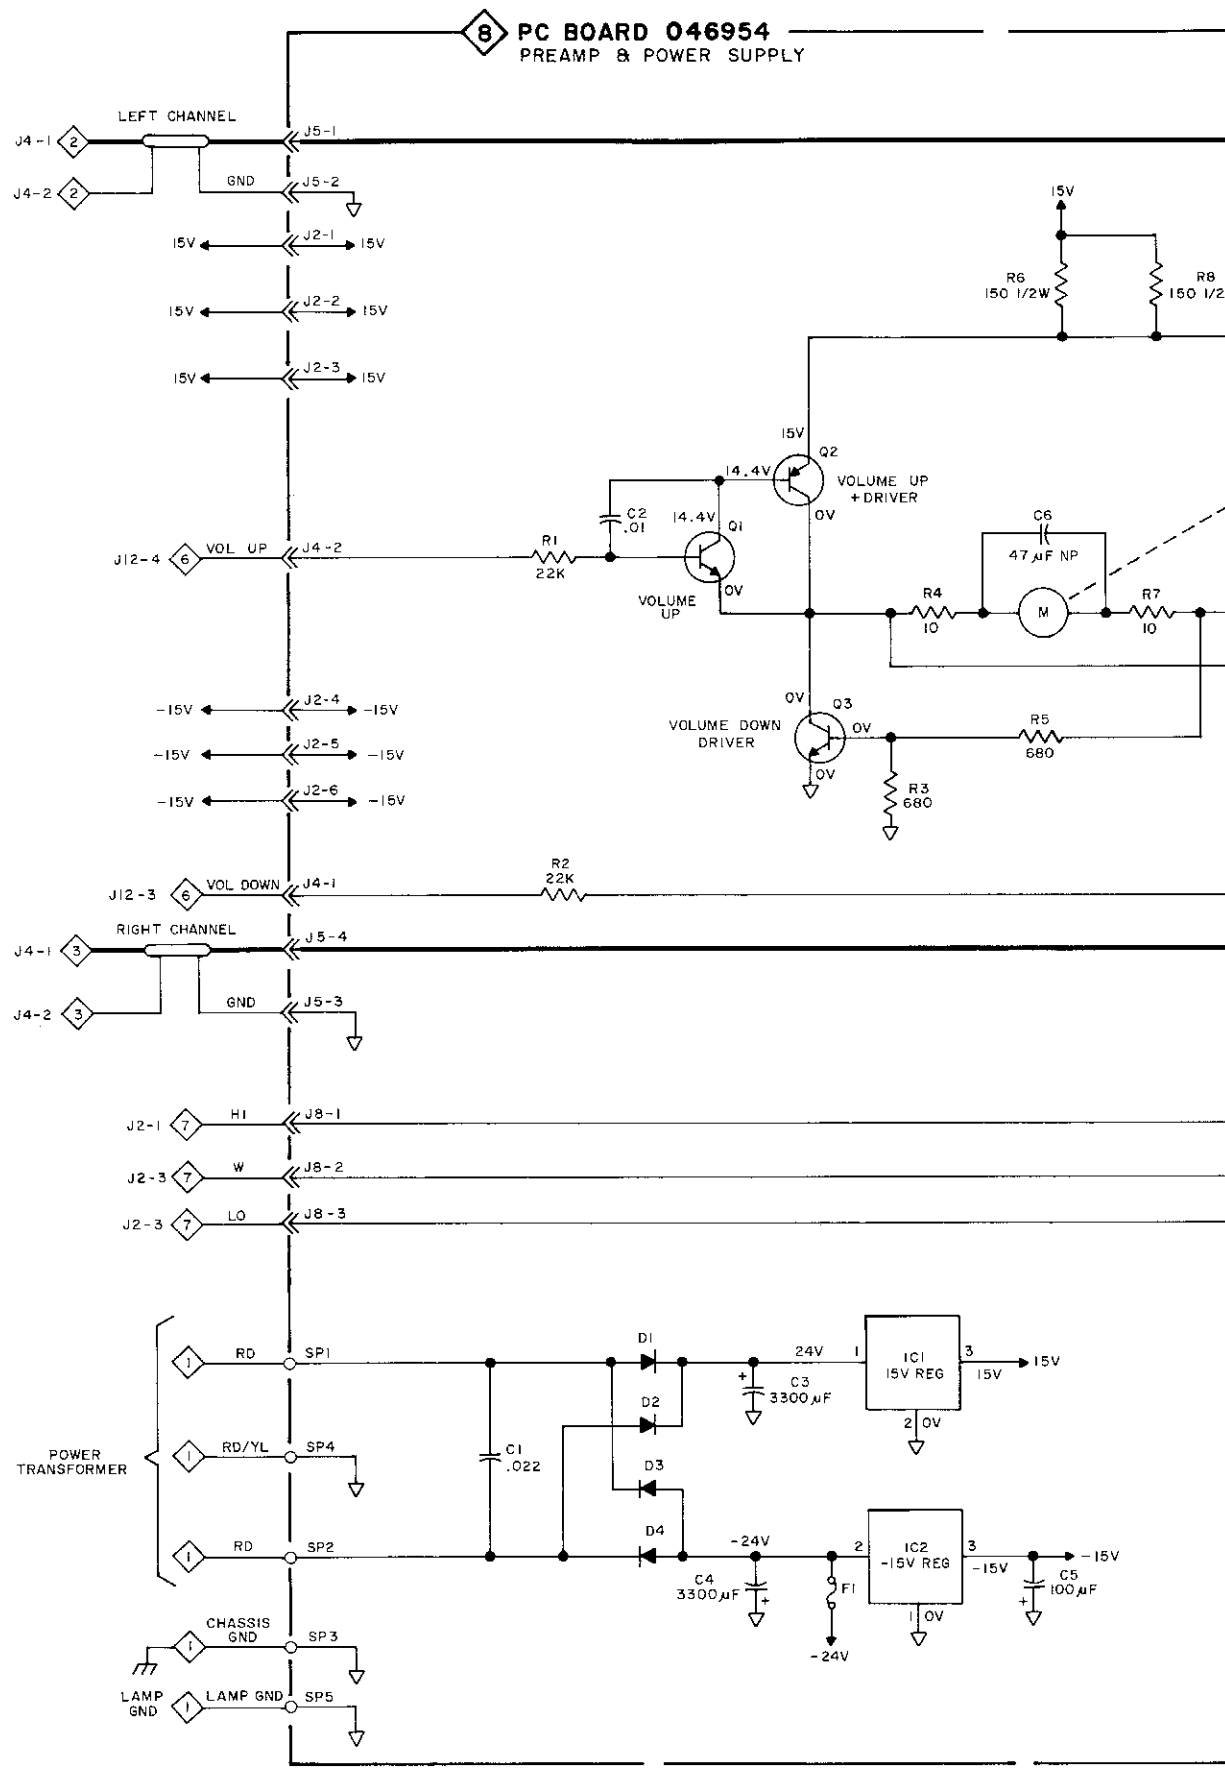 8 PC BOARD 046954
PREAMP & POWER SUPPLY
LEFT CHANNEL
J4-1 2 J5-1
J4-2 2 GND J5-2
15V J2-1 15V
15V J2-2 15V
15V J2-3 15V
15V
R6
150 1/2W
R8
150 1/2
15V
Q2
14.4V
VOLUME UP
+DRIVER
0V
C2
.01
14.4V
Q1
J12-4 6 VOL UP J4-2
R1
22K
0V
VOLUME
UP
C6
47µF NP
R4
10
M
R7
10
-15V J2-4 -15V
-15V J2-5 -15V
-15V J2-6 -15V
0V
Q3
VOLUME DOWN
DRIVER
0V
0V
R5
680
R3
680
J12-3 6 VOL DOWN J4-1
R2
22K
RIGHT CHANNEL
J4-1 3 J5-4
J4-2 3 GND J5-3
J2-1 7 HI J8-1
J2-3 7 W J8-2
J2-3 7 LO J8-3
POWER
TRANSFORMER
1 RD SP1
1 RD/YL SP4
1 RD SP2
C1
.022
D1
D2
D3
D4
24V
+
C3
3300µF
1
IC1
15V REG
3
15V
15V
2 0V
-24V
C4
3300µF
+
F1
-24V
2
IC2
-15V REG
3
-15V
-15V
1 0V
C5
100µF
+
1 CHASSIS
GND
SP3
LAMP
GND
1 LAMP GND SP5